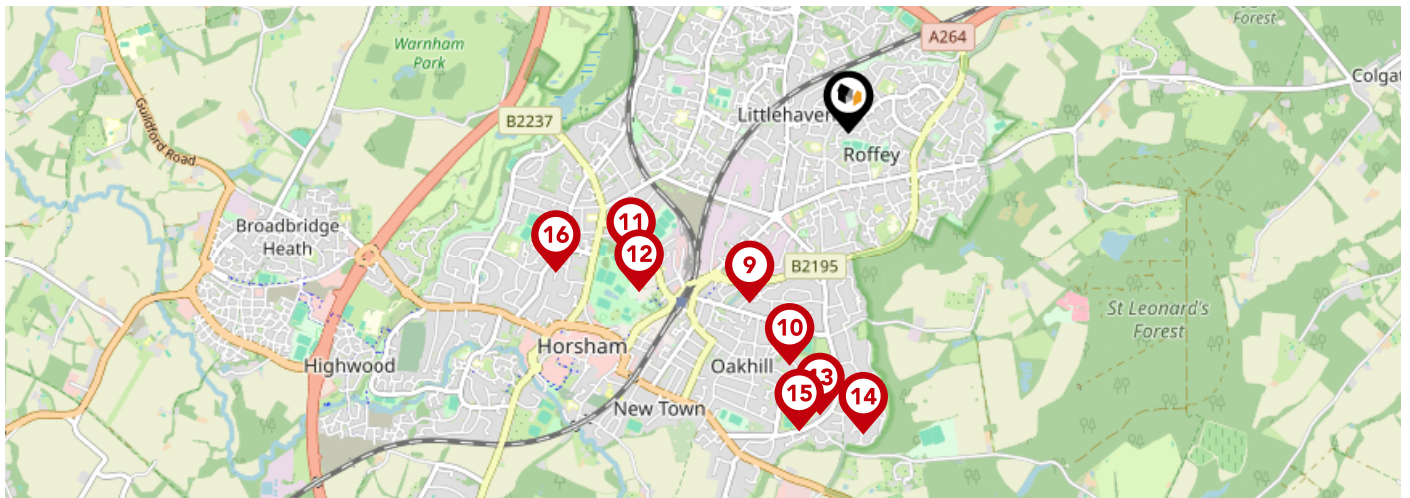 Forest
Warnham
Park
A264
Colgat
Guildford Road
B2237
Littlehaven
Roffey
Broadbridge
Heath
16
11
12
9
B2195
St Leonard's
Forest
10
Horsham
Highwood
Oakhill
13
15
14
New Town